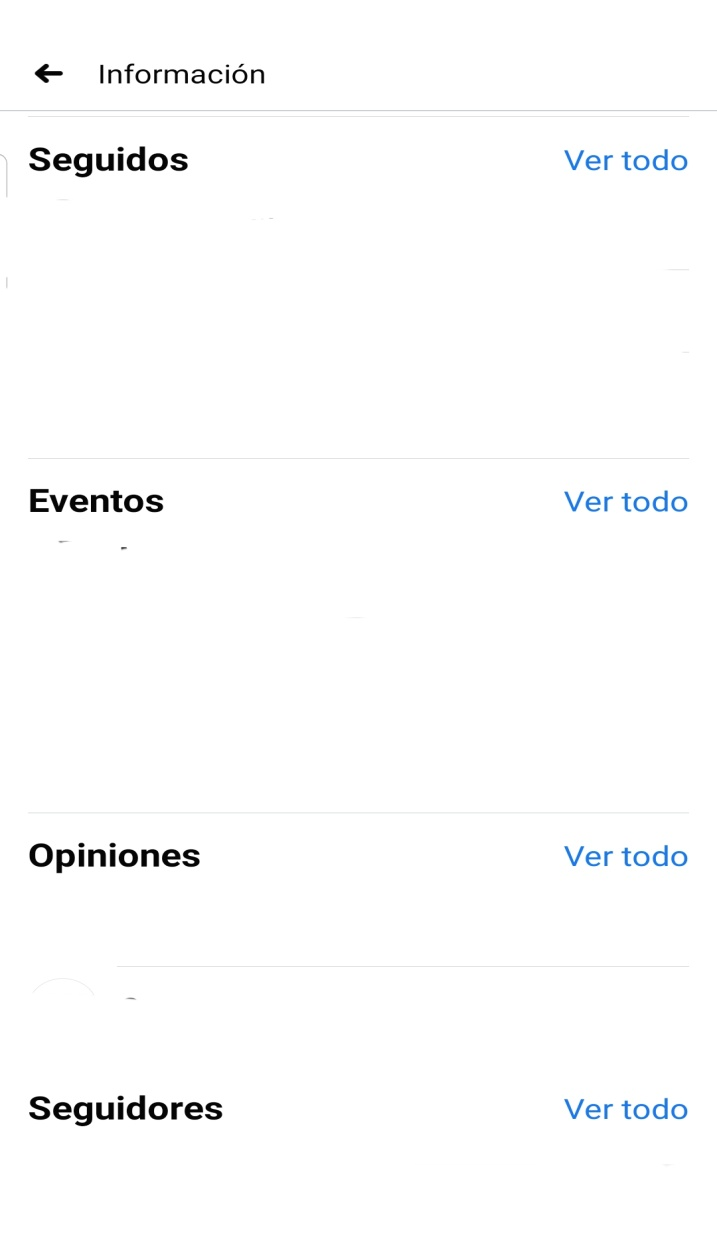 Información
Seguidos Ver todo
Eventos Ver todo
Opiniones Ver todo
Seguidores Ver todo